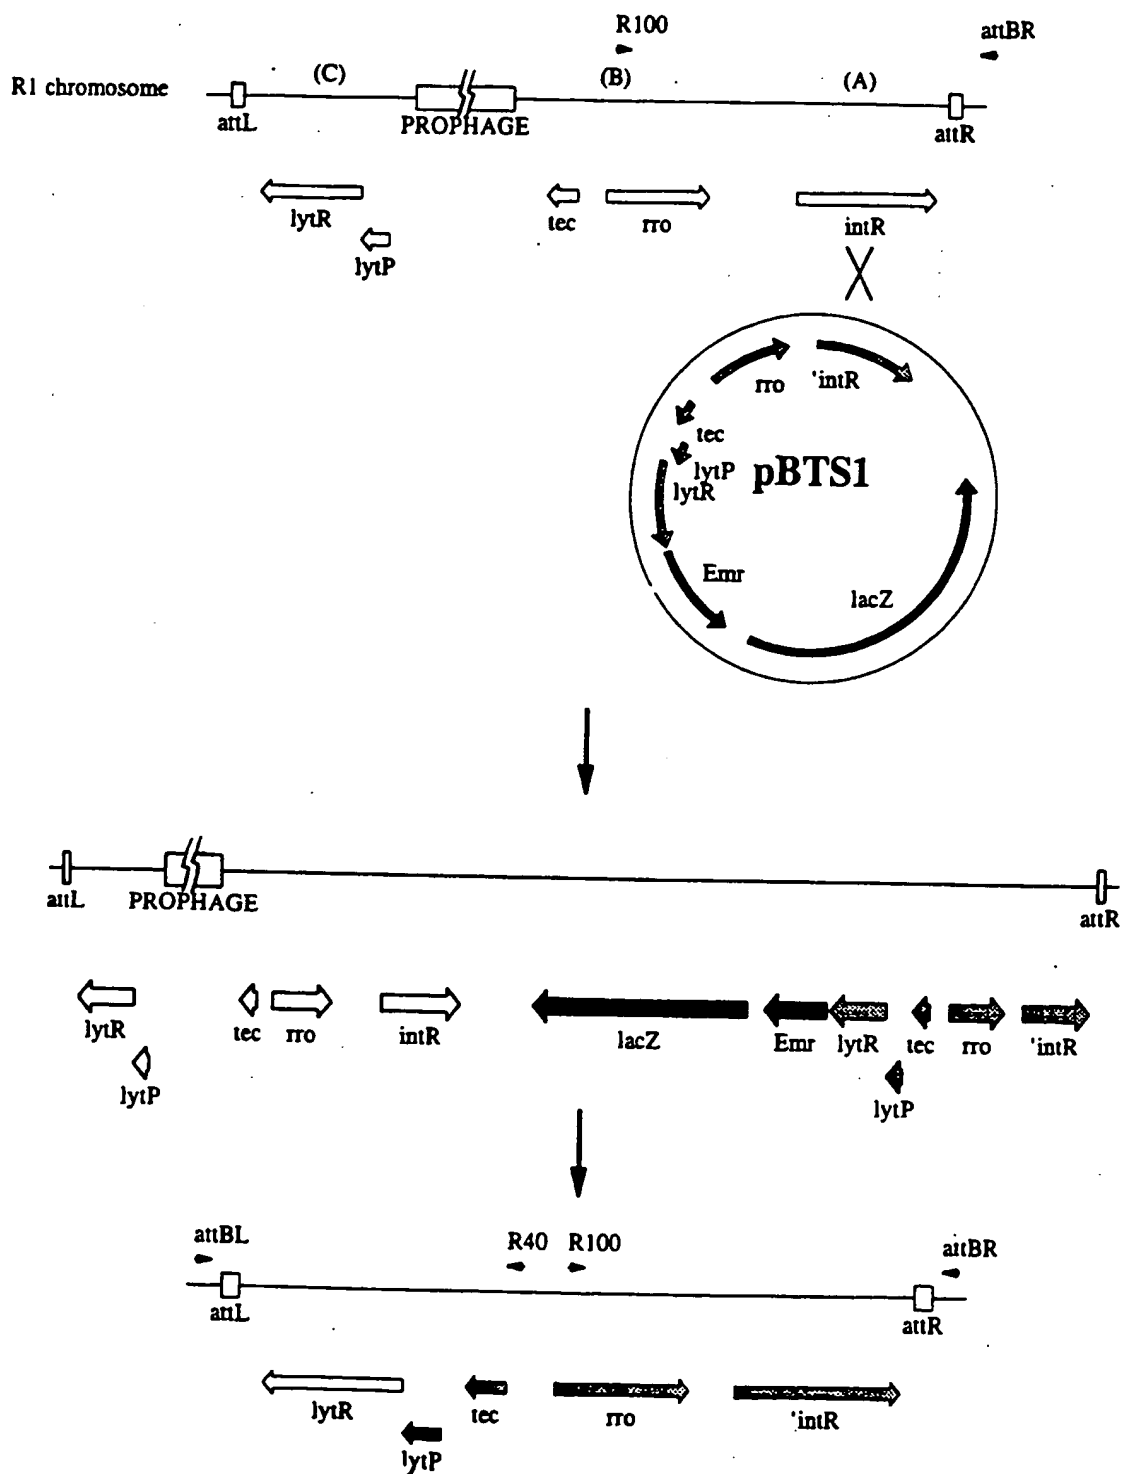 R100
attBR
R1 chromosome
(C)
(B)
(A)
attL
PROPHAGE
attR
lytR
lytP
tec
rro
intR
rro
'intR
tec
lytP
lytR
pBTS1
Emr
lacZ
attL
PROPHAGE
attR
lytR
tec
rro
intR
lacZ
Emr
lytR
tec
rro
'intR
lytP
lytP
attBL
R40
R100
attBR
attL
attR
lytR
tec
rro
'intR
lytP